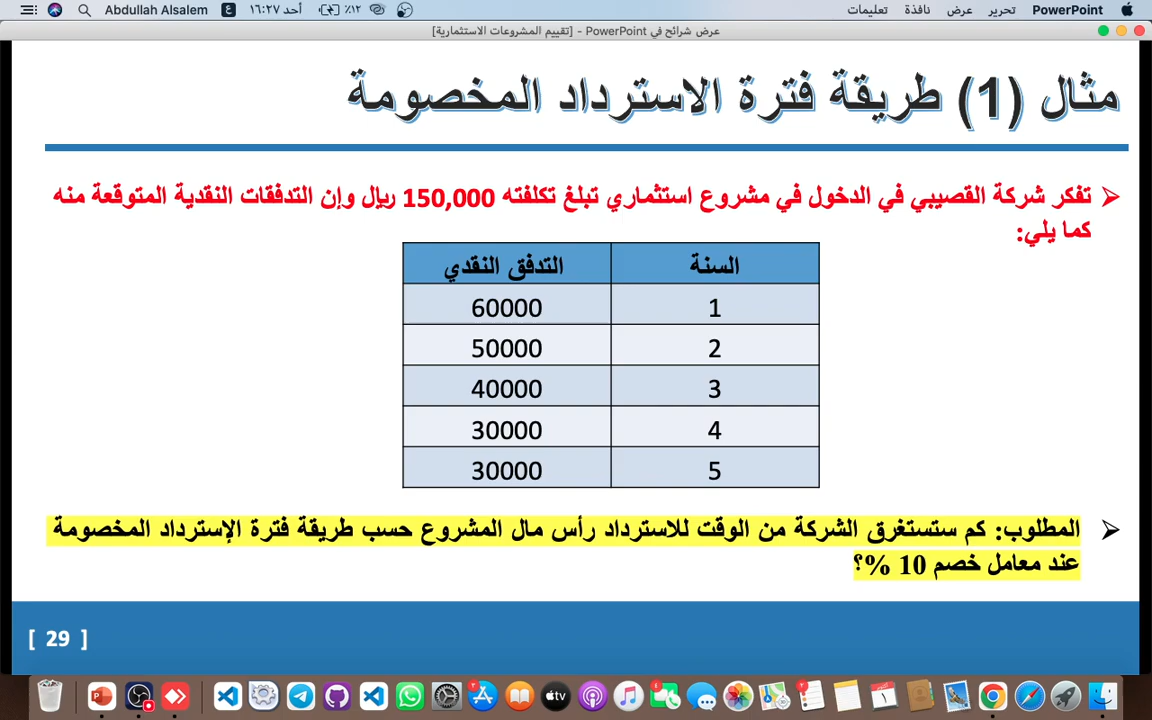 PowerPoint تحرير عرض نافذة تعليمات
أحد ١٦:٢٧ ٪١٢ Abdullah Alsalem ع
عرض شرائح في PowerPoint - [تقييم المشروعات الاستثمارية]
مثال (1) طريقة فترة الاسترداد المخصومة
تفكر شركة القصيبي في الدخول في مشروع استثماري تبلغ تكلفته 150,000 ريال وإن التدفقات النقدية المتوقعة منه
كما يلي:
السنة التدفق النقدي
1 60000
2 50000
3 40000
4 30000
5 30000
المطلوب: كم ستستغرق الشركة من الوقت للاسترداد رأس مال المشروع حسب طريقة فترة الإسترداد المخصومة
عند معامل خصم 10 %؟
[ 29 ]
tv